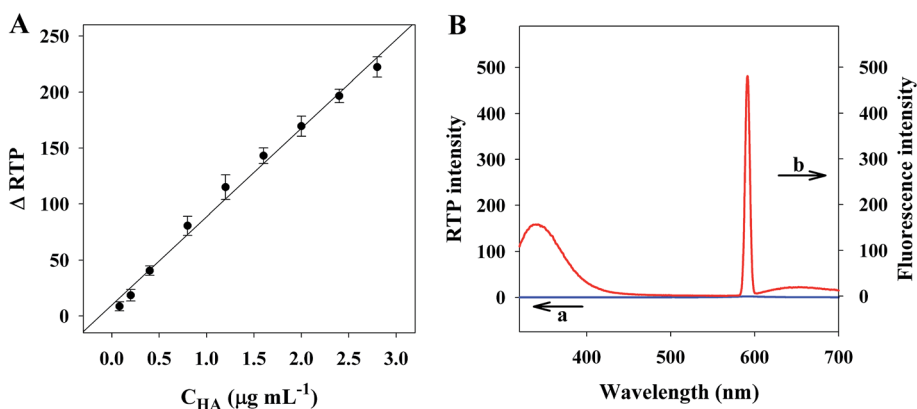 A
Δ RTP
250
200
150
100
50
0
0.0 0.5 1.0 1.5 2.0 2.5 3.0
C_HA (μg mL⁻¹)
B
RTP intensity
500
400
300
200
100
0
a
b
500
400
300
200
100
0
Fluorescence intensity
400 500 600 700
Wavelength (nm)